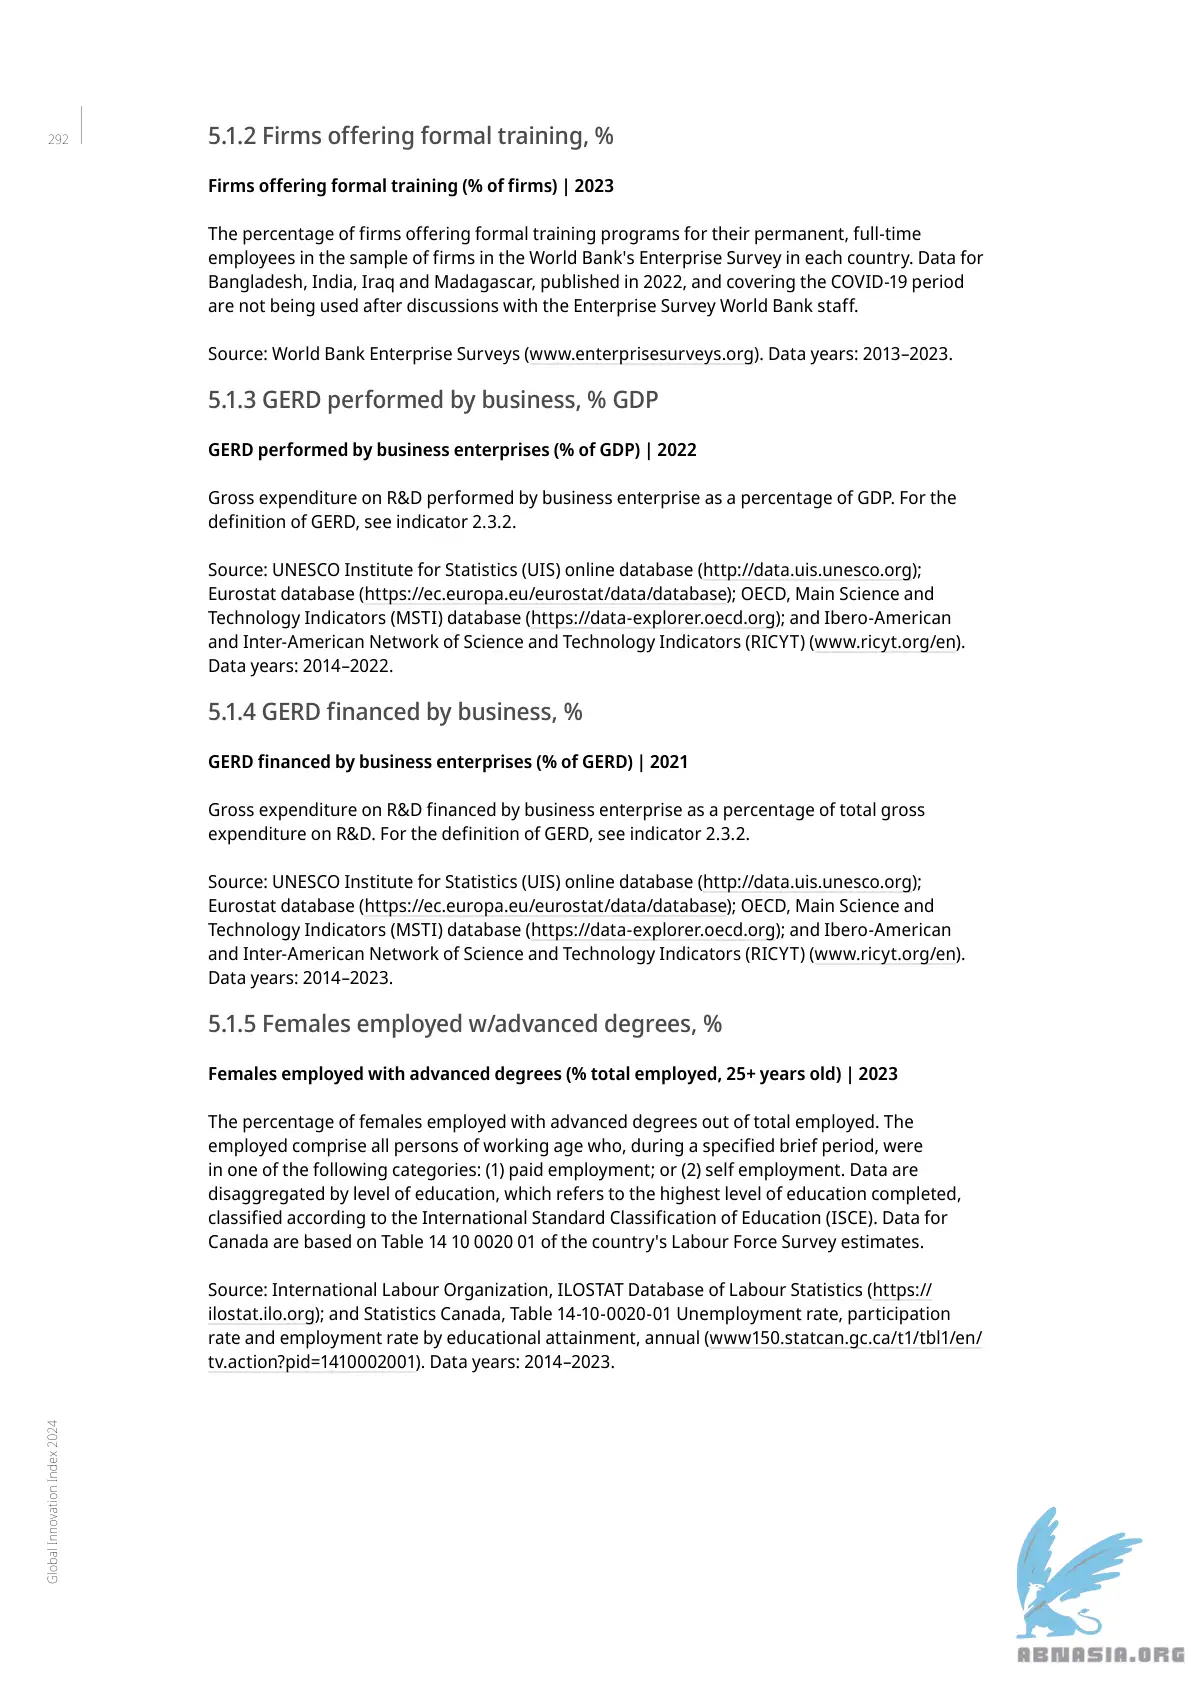 292
5.1.2 Firms offering formal training, %
Firms offering formal training (% of firms) | 2023
The percentage of firms offering formal training programs for their permanent, full-time
employees in the sample of firms in the World Bank's Enterprise Survey in each country. Data for
Bangladesh, India, Iraq and Madagascar, published in 2022, and covering the COVID-19 period
are not being used after discussions with the Enterprise Survey World Bank staff.
Source: World Bank Enterprise Surveys (www.enterprisesurveys.org). Data years: 2013–2023.
5.1.3 GERD performed by business, % GDP
GERD performed by business enterprises (% of GDP) | 2022
Gross expenditure on R&D performed by business enterprise as a percentage of GDP. For the
definition of GERD, see indicator 2.3.2.
Source: UNESCO Institute for Statistics (UIS) online database (http://data.uis.unesco.org);
Eurostat database (https://ec.europa.eu/eurostat/data/database); OECD, Main Science and
Technology Indicators (MSTI) database (https://data-explorer.oecd.org); and Ibero-American
and Inter-American Network of Science and Technology Indicators (RICYT) (www.ricyt.org/en).
Data years: 2014–2022.
5.1.4 GERD financed by business, %
GERD financed by business enterprises (% of GERD) | 2021
Gross expenditure on R&D financed by business enterprise as a percentage of total gross
expenditure on R&D. For the definition of GERD, see indicator 2.3.2.
Source: UNESCO Institute for Statistics (UIS) online database (http://data.uis.unesco.org);
Eurostat database (https://ec.europa.eu/eurostat/data/database); OECD, Main Science and
Technology Indicators (MSTI) database (https://data-explorer.oecd.org); and Ibero-American
and Inter-American Network of Science and Technology Indicators (RICYT) (www.ricyt.org/en).
Data years: 2014–2023.
5.1.5 Females employed w/advanced degrees, %
Females employed with advanced degrees (% total employed, 25+ years old) | 2023
The percentage of females employed with advanced degrees out of total employed. The
employed comprise all persons of working age who, during a specified brief period, were
in one of the following categories: (1) paid employment; or (2) self employment. Data are
disaggregated by level of education, which refers to the highest level of education completed,
classified according to the International Standard Classification of Education (ISCE). Data for
Canada are based on Table 14 10 0020 01 of the country's Labour Force Survey estimates.
Source: International Labour Organization, ILOSTAT Database of Labour Statistics (https://
ilostat.ilo.org); and Statistics Canada, Table 14-10-0020-01 Unemployment rate, participation
rate and employment rate by educational attainment, annual (www150.statcan.gc.ca/t1/tbl1/en/
tv.action?pid=1410002001). Data years: 2014–2023.
Global Innovation Index 2024
ABNASIA.ORG